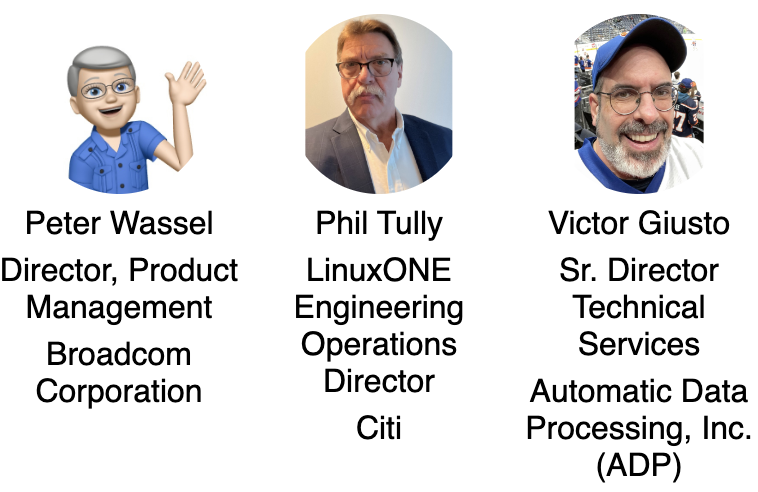 Peter Wassel
Director, Product
Management
Broadcom
Corporation
Phil Tully
LinuxONE
Engineering
Operations
Director
Citi
Victor Giusto
Sr. Director
Technical
Services
Automatic Data
Processing, Inc.
(ADP)
7